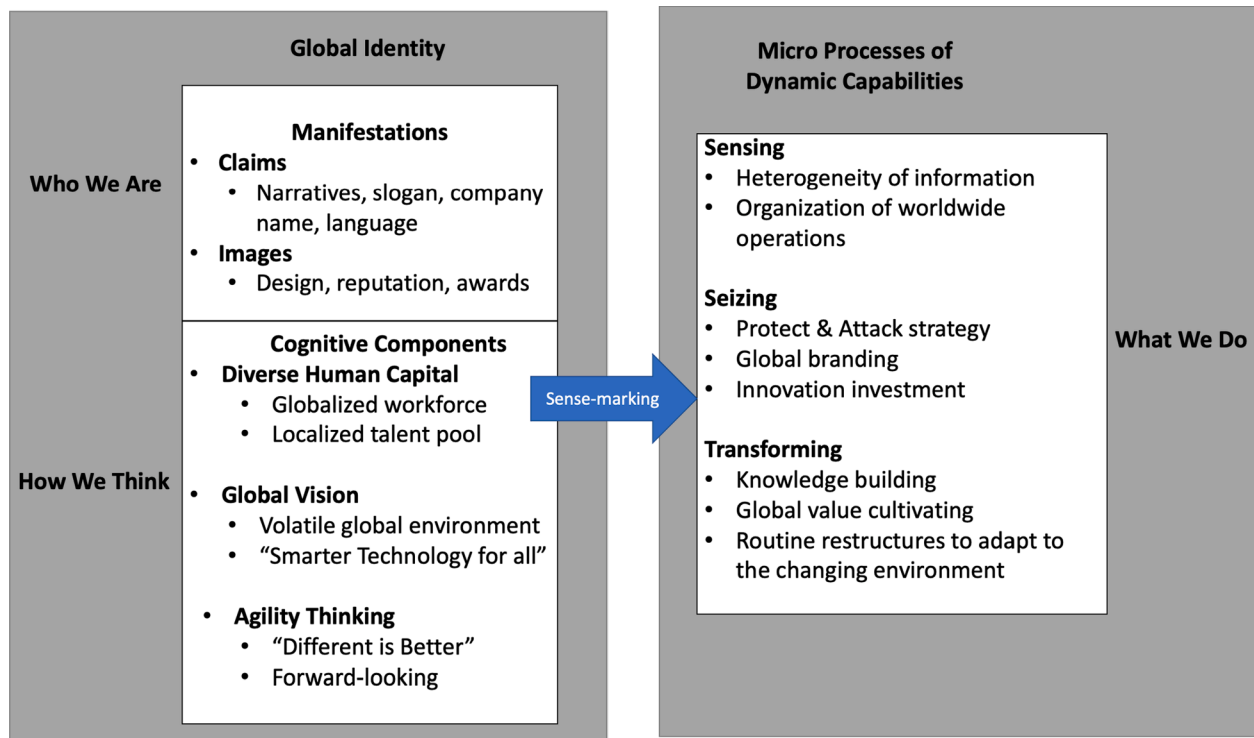 Global Identity
Who We Are
Manifestations
• Claims
• Narratives, slogan, company
name, language
• Images
• Design, reputation, awards
How We Think
Cognitive Components
• Diverse Human Capital
• Globalized workforce
• Localized talent pool
• Global Vision
• Volatile global environment
• “Smarter Technology for all”
• Agility Thinking
• “Different is Better”
• Forward-looking
Sense-marking
Micro Processes of
Dynamic Capabilities
Sensing
• Heterogeneity of information
• Organization of worldwide
operations
Seizing
• Protect & Attack strategy
• Global branding
• Innovation investment
Transforming
• Knowledge building
• Global value cultivating
• Routine restructures to adapt to
the changing environment
What We Do